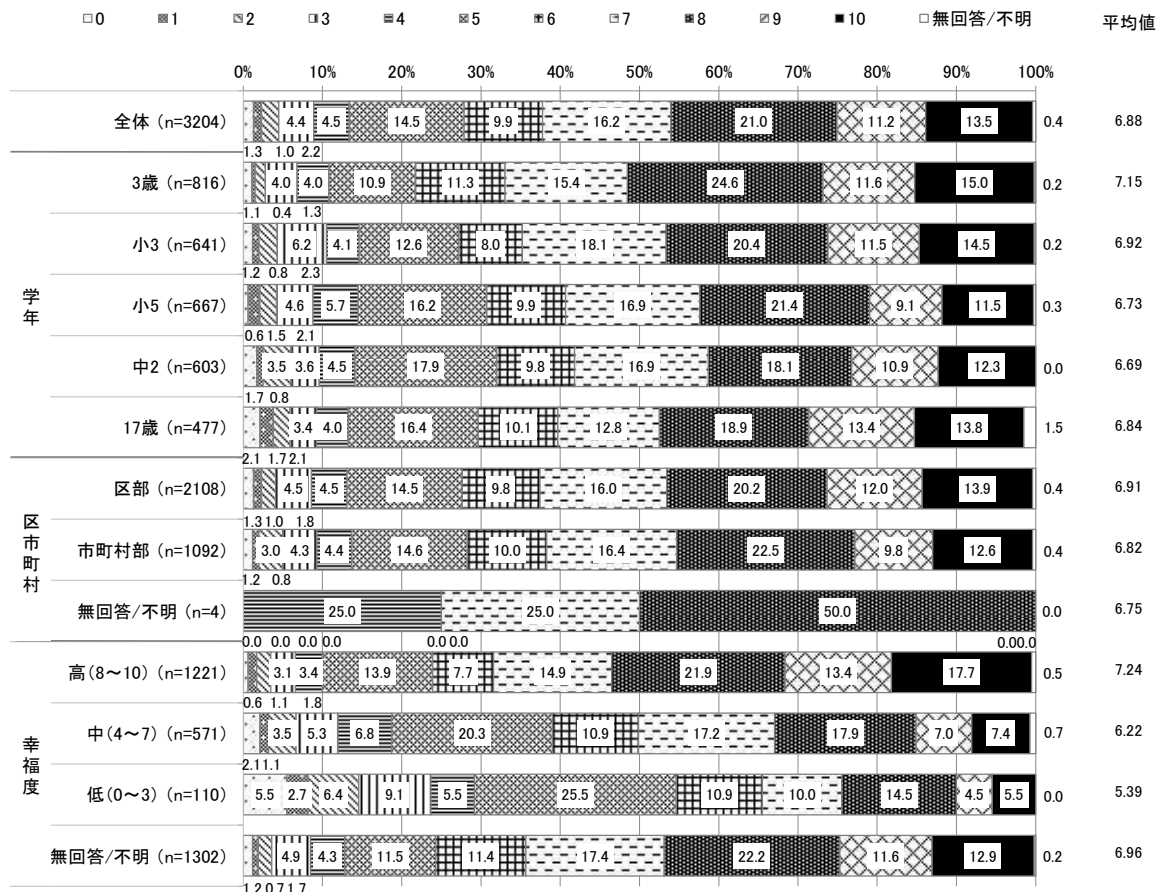 0 1 2 3 4 5 6 7 8 9 10 無回答/不明 平均値
0% 10% 20% 30% 40% 50% 60% 70% 80% 90% 100%
全体 (n=3204) 4.4 4.5 14.5 9.9 16.2 21.0 11.2 13.5 0.4 6.88
1.3 1.0 2.2
3歳 (n=816) 4.0 4.0 10.9 11.3 15.4 24.6 11.6 15.0 0.2 7.15
1.1 0.4 1.3
小3 (n=641) 6.2 4.1 12.6 8.0 18.1 20.4 11.5 14.5 0.2 6.92
1.2 0.8 2.3
学年
小5 (n=667) 4.6 5.7 16.2 9.9 16.9 21.4 9.1 11.5 0.3 6.73
0.6 1.5 2.1
中2 (n=603) 3.5 3.6 4.5 17.9 9.8 16.9 18.1 10.9 12.3 0.0 6.69
1.7 0.8
17歳 (n=477) 3.4 4.0 16.4 10.1 12.8 18.9 13.4 13.8 1.5 6.84
2.1 1.7 2.1
区部 (n=2108) 4.5 4.5 14.5 9.8 16.0 20.2 12.0 13.9 0.4 6.91
1.3 1.0 1.8
区市町村
市町村部 (n=1092) 3.0 4.3 4.4 14.6 10.0 16.4 22.5 9.8 12.6 0.4 6.82
1.2 0.8
無回答/不明 (n=4) 25.0 25.0 50.0 0.0 6.75
0.0 0.0 0.0 0.0 0.0 0.0 0.0 0.0
高(8~10) (n=1221) 3.1 3.4 13.9 7.7 14.9 21.9 13.4 17.7 0.5 7.24
0.6 1.1 1.8
幸福度
中(4~7) (n=571) 3.5 5.3 6.8 20.3 10.9 17.2 17.9 7.0 7.4 0.7 6.22
2.1 1.1
低(0~3) (n=110) 5.5 2.7 6.4 9.1 5.5 25.5 10.9 10.0 14.5 4.5 5.5 0.0 5.39
無回答/不明 (n=1302) 4.9 4.3 11.5 11.4 17.4 22.2 11.6 12.9 0.2 6.96
1.2 0.7 1.7